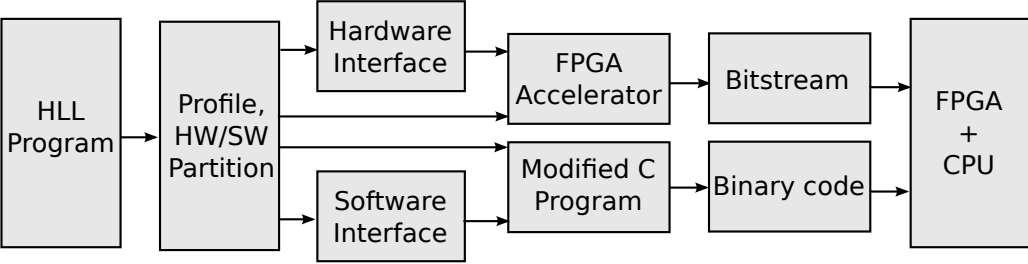 HLL
Program
Profile,
HW/SW
Partition
Hardware
Interface
Software
Interface
FPGA
Accelerator
Modified C
Program
Bitstream
Binary code
FPGA
+
CPU